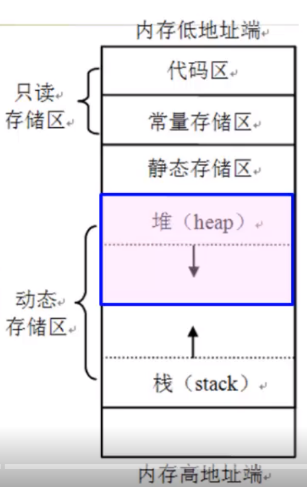 内存低地址端
代码区
只读
存储区
常量存储区
静态存储区
堆（heap）
动态
存储区
栈（stack）
内存高地址端